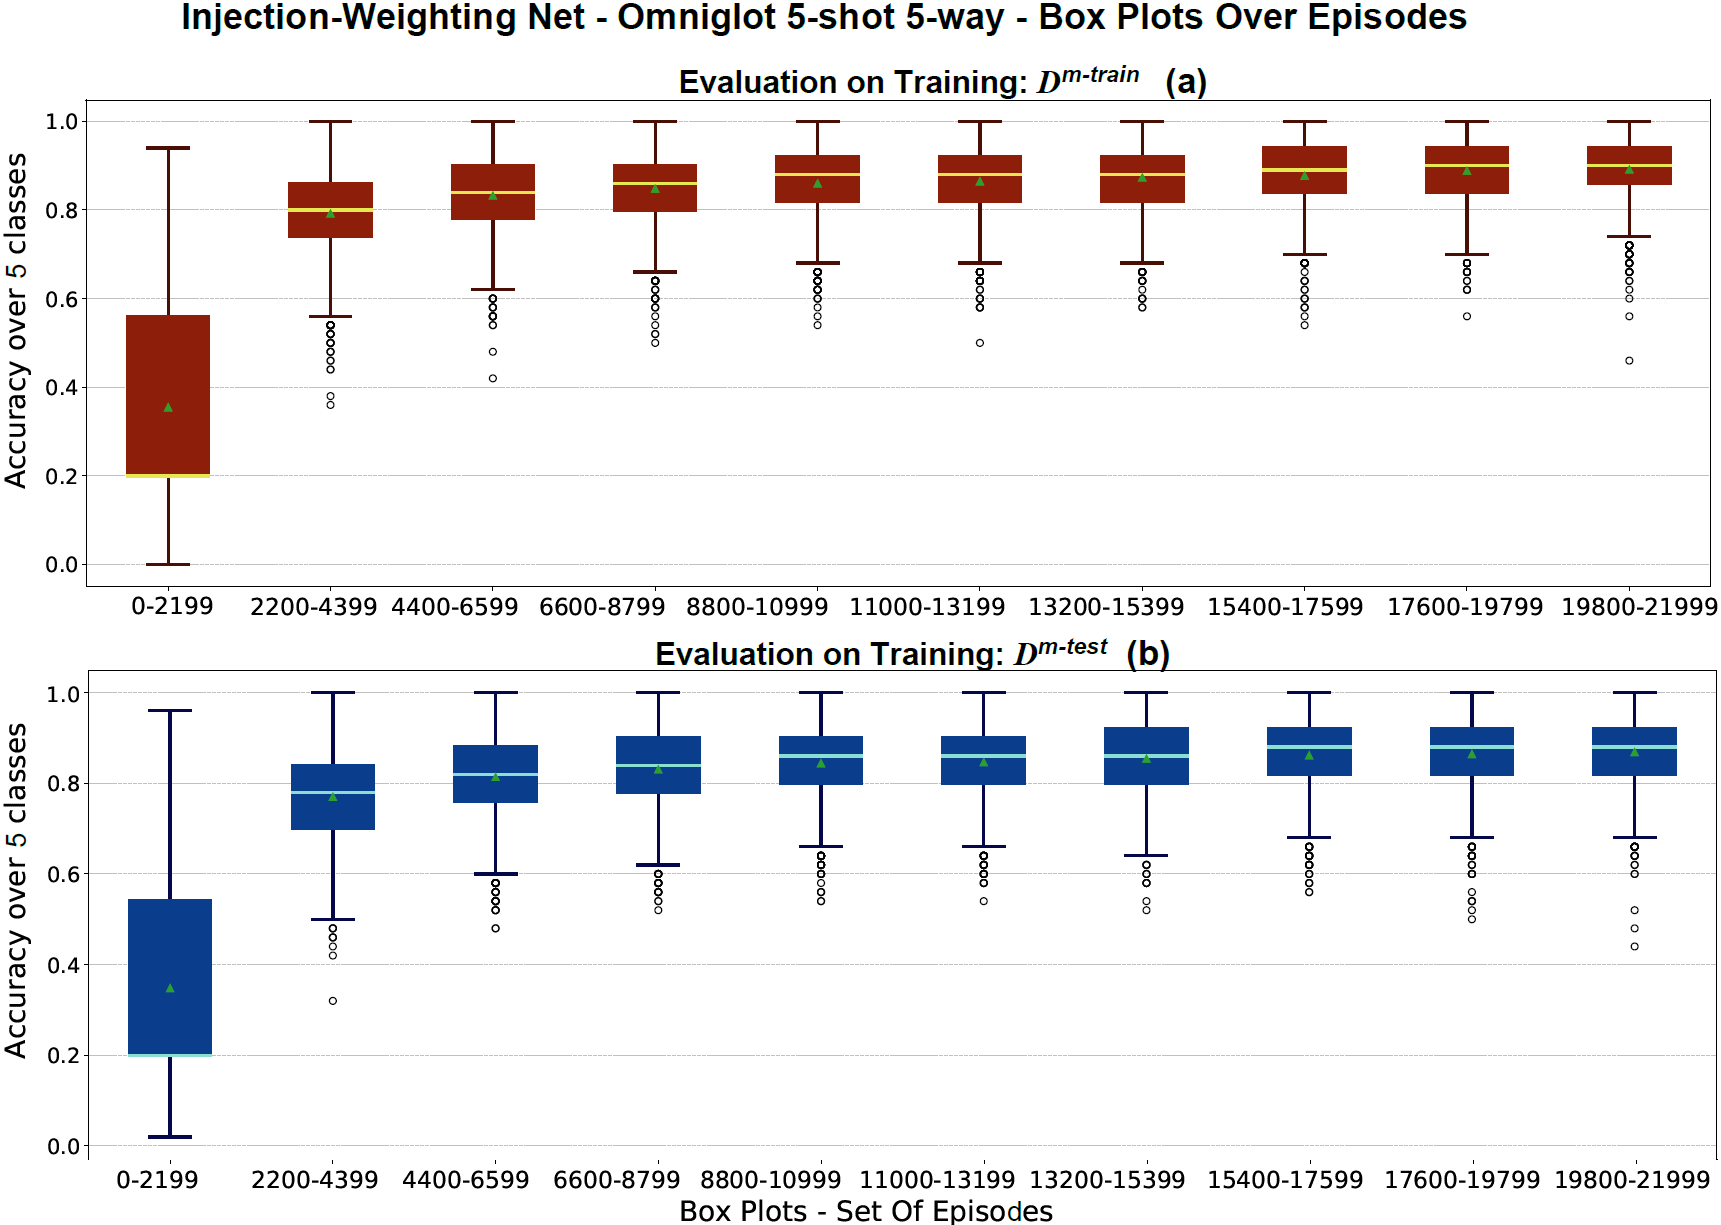 Injection-Weighting Net - Omniglot 5-shot 5-way - Box Plots Over Episodes
Evaluation on Training: D^m-train (a)
Accuracy over 5 classes
1.0
0.8
0.6
0.4
0.2
0.0
0-2199 2200-4399 4400-6599 6600-8799 8800-10999 11000-13199 13200-15399 15400-17599 17600-19799 19800-21999
Evaluation on Training: D^m-test (b)
Accuracy over 5 classes
1.0
0.8
0.6
0.4
0.2
0.0
0-2199 2200-4399 4400-6599 6600-8799 8800-10999 11000-13199 13200-15399 15400-17599 17600-19799 19800-21999
Box Plots - Set Of Episodes